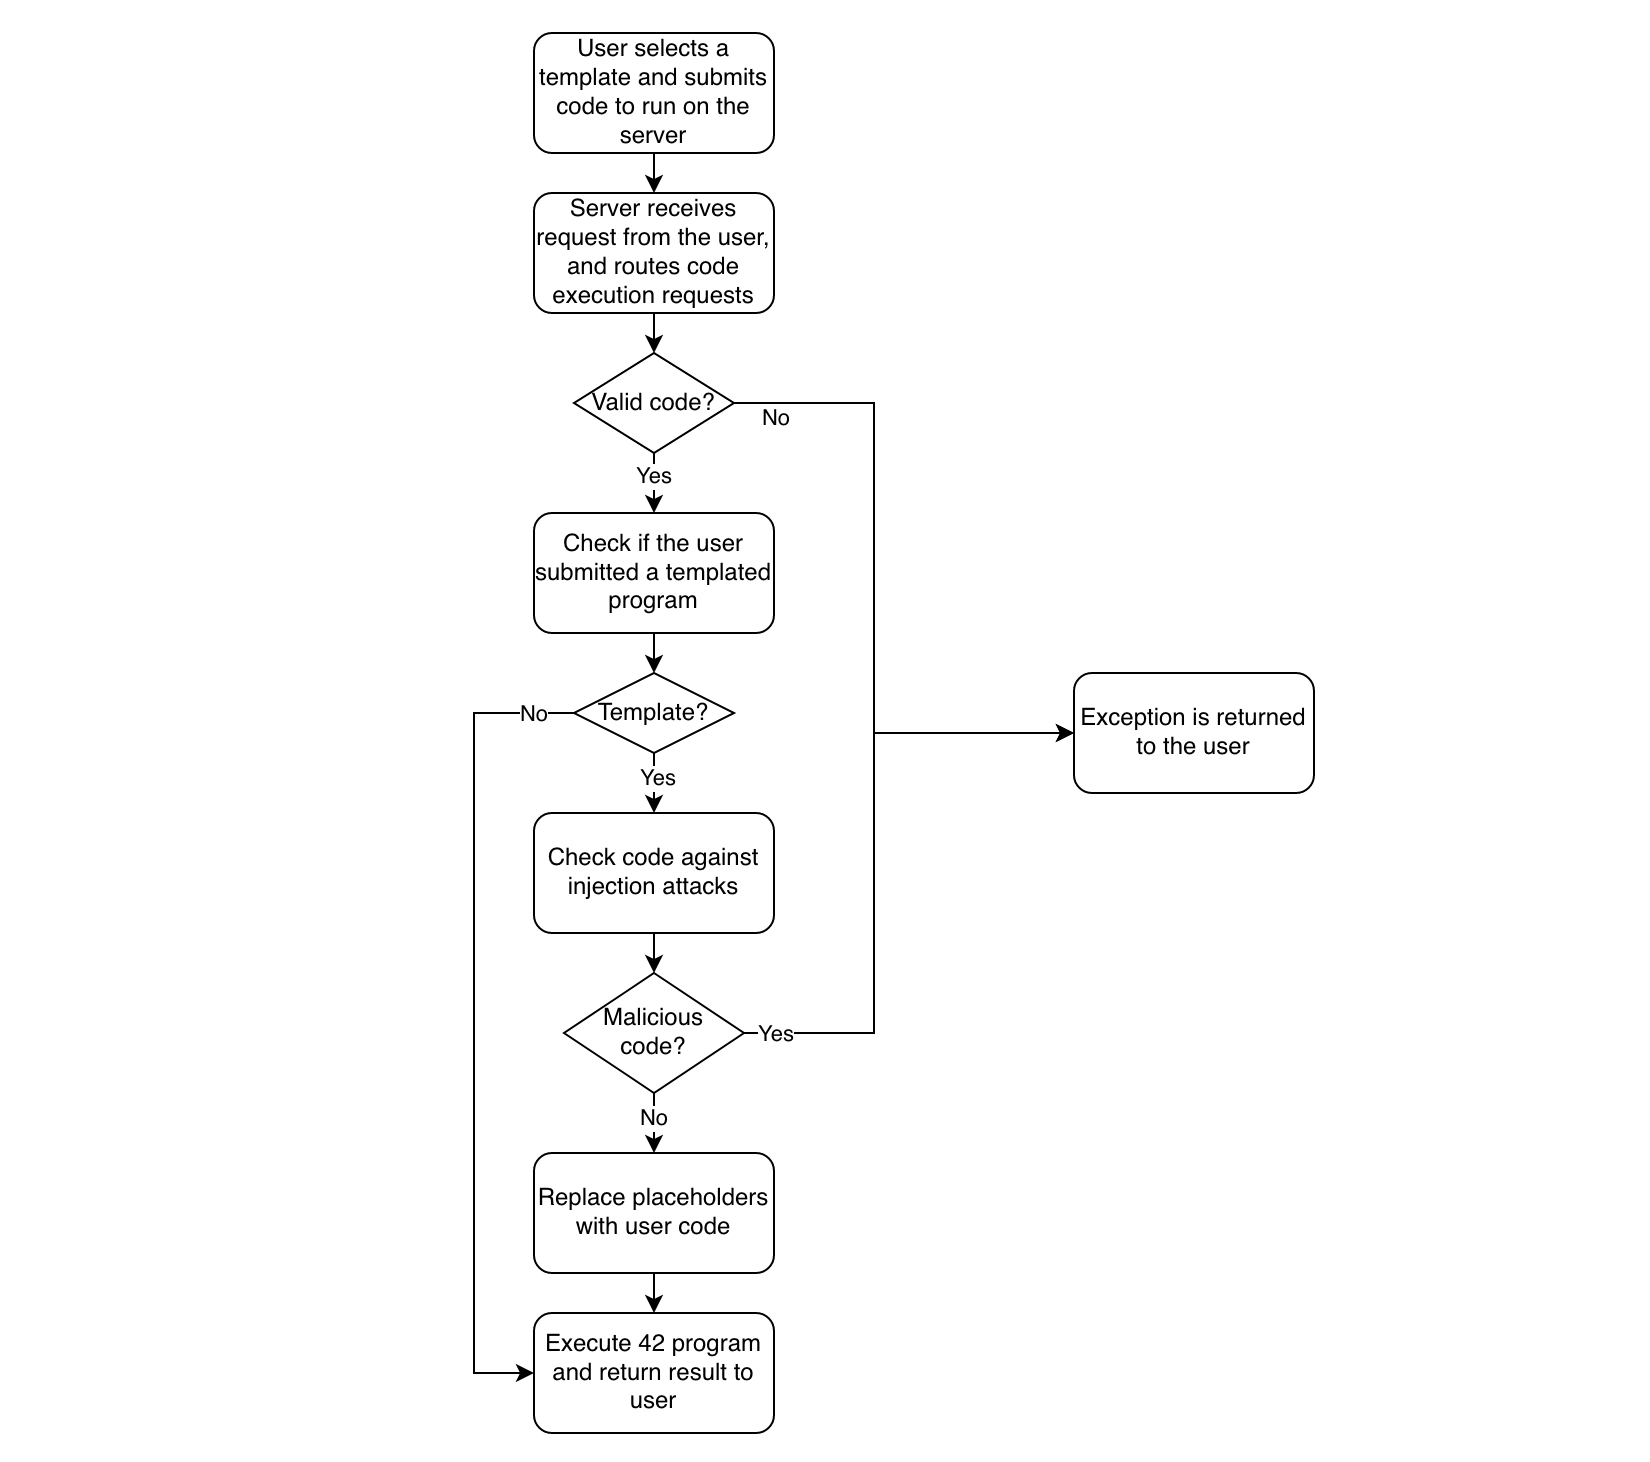 User selects a
template and submits
code to run on the
server
Server receives
request from the user,
and routes code
execution requests
Valid code?
No
Yes
Check if the user
submitted a templated
program
No
Template?
Yes
Exception is returned
to the user
Check code against
injection attacks
Malicious
code?
Yes
No
Replace placeholders
with user code
Execute 42 program
and return result to
user